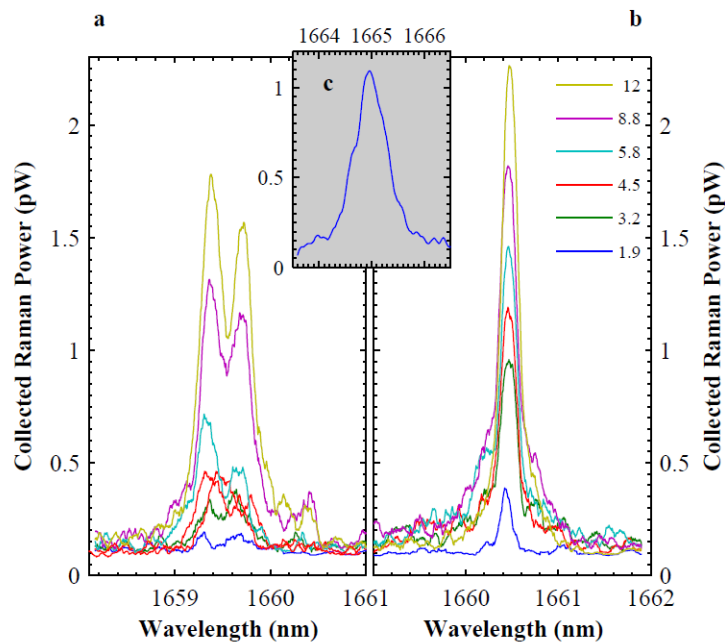 a
1664 1665 1666
b
c
1
0.5
0
2
1.5
1
0.5
0
Collected Raman Power (pW)
12
8.8
5.8
4.5
3.2
1.9
2
1.5
1
0.5
0
Collected Raman Power (pW)
1659 1660 1661 1660 1661 1662
Wavelength (nm) Wavelength (nm)